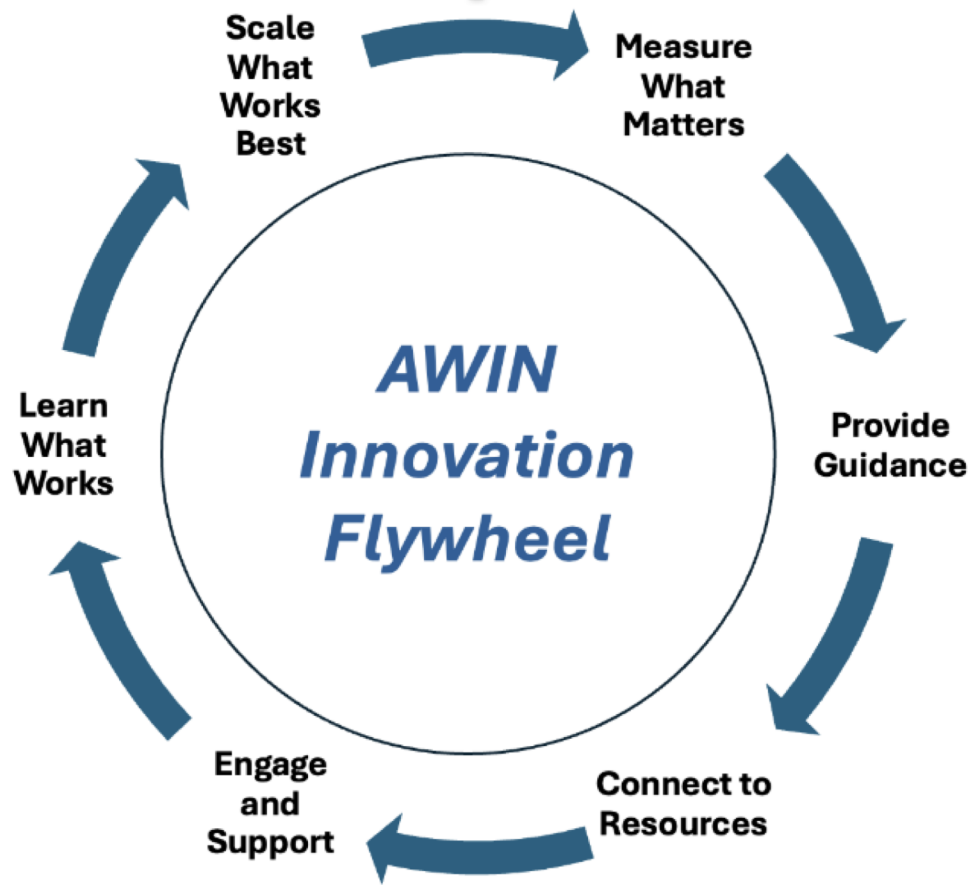 Scale
What
Works
Best
Measure
What
Matters
Provide
Guidance
Connect to
Resources
Engage
and
Support
Learn
What
Works
AWIN
Innovation
Flywheel